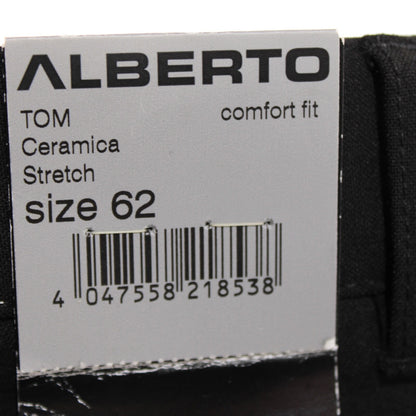 ALBERTO
TOM comfort fit
Ceramica
Stretch
size 62
4 047558 218538